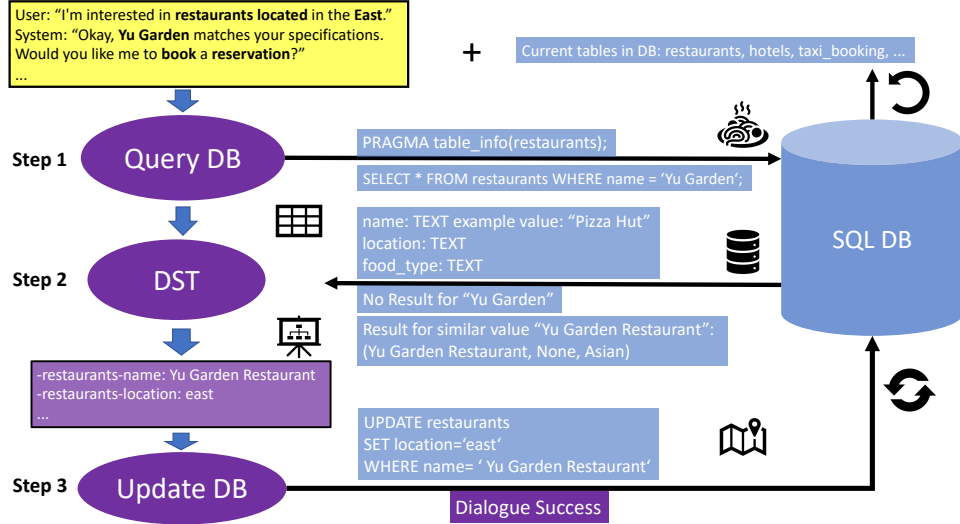 User: “I'm interested in restaurants located in the East.”
System: “Okay, Yu Garden matches your specifications.
Would you like me to book a reservation?”
...
+
Current tables in DB: restaurants, hotels, taxi_booking, ...
Step 1
Query DB
PRAGMA table_info(restaurants);
SELECT * FROM restaurants WHERE name = ‘Yu Garden‘;
SQL DB
Step 2
DST
name: TEXT example value: “Pizza Hut”
location: TEXT
food_type: TEXT
No Result for “Yu Garden”
Result for similar value “Yu Garden Restaurant”:
(Yu Garden Restaurant, None, Asian)
-restaurants-name: Yu Garden Restaurant
-restaurants-location: east
...
Step 3
Update DB
UPDATE restaurants
SET location=‘east‘
WHERE name= ‘ Yu Garden Restaurant‘
Dialogue Success